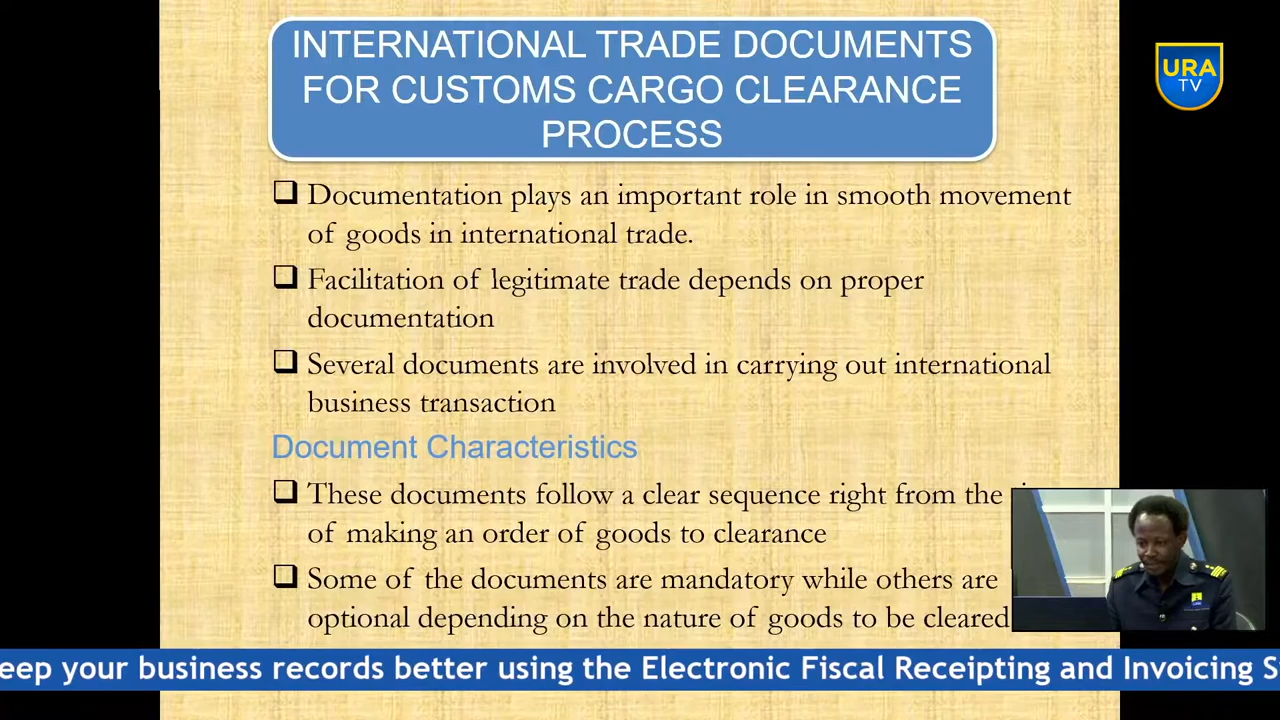 INTERNATIONAL TRADE DOCUMENTS
FOR CUSTOMS CARGO CLEARANCE
PROCESS
URA
TV
Documentation plays an important role in smooth movement
of goods in international trade.
Facilitation of legitimate trade depends on proper
documentation
Several documents are involved in carrying out international
business transaction
Document Characteristics
These documents follow a clear sequence right from the
of making an order of goods to clearance
Some of the documents are mandatory while others are
optional depending on the nature of goods to be cleared
eep your business records better using the Electronic Fiscal Receipting and Invoicing S